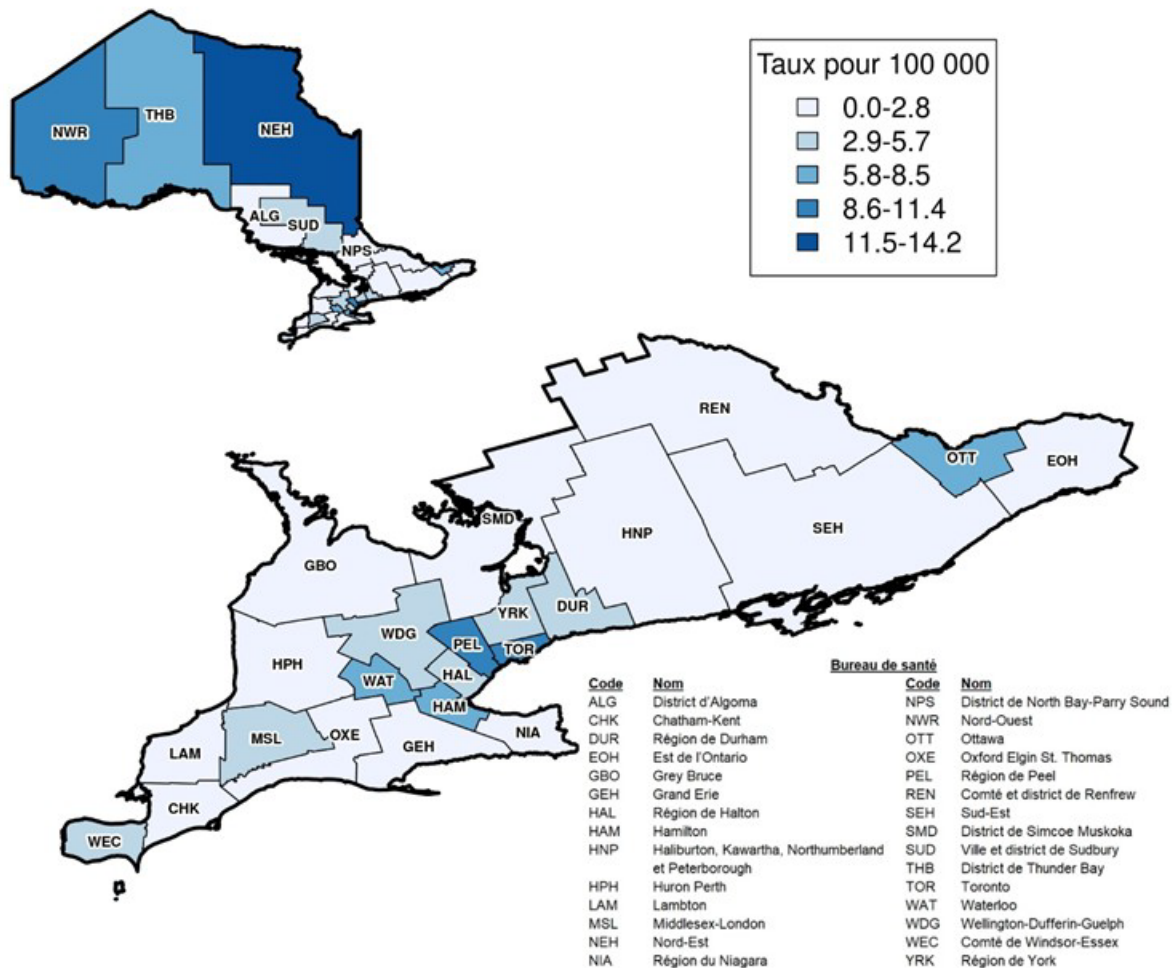 Taux pour 100 000
0.0-2.8
2.9-5.7
5.8-8.5
8.6-11.4
11.5-14.2
NWR
THB
NEH
ALG
SUD
NPS
REN
OTT
EOH
SMD
HNP
SEH
GBO
YRK
DUR
WDG
PEL
TOR
HPH
WAT
HAL
HAM
MSL
OXE
GEH
NIA
LAM
CHK
WEC
Bureau de santé
Code Nom
ALG District d'Algoma
CHK Chatham-Kent
DUR Région de Durham
EOH Est de l'Ontario
GBO Grey Bruce
GEH Grand Erie
HAL Région de Halton
HAM Hamilton
HNP Haliburton, Kawartha, Northumberland
et Peterborough
HPH Huron Perth
LAM Lambton
MSL Middlesex-London
NEH Nord-Est
NIA Région du Niagara
Code Nom
NPS District de North Bay-Parry Sound
NWR Nord-Ouest
OTT Ottawa
OXE Oxford Elgin St. Thomas
PEL Région de Peel
REN Comté et district de Renfrew
SEH Sud-Est
SMD District de Simcoe Muskoka
SUD Ville et district de Sudbury
THB District de Thunder Bay
TOR Toronto
WAT Waterloo
WDG Wellington-Dufferin-Guelph
WEC Comté de Windsor-Essex
YRK Région de York